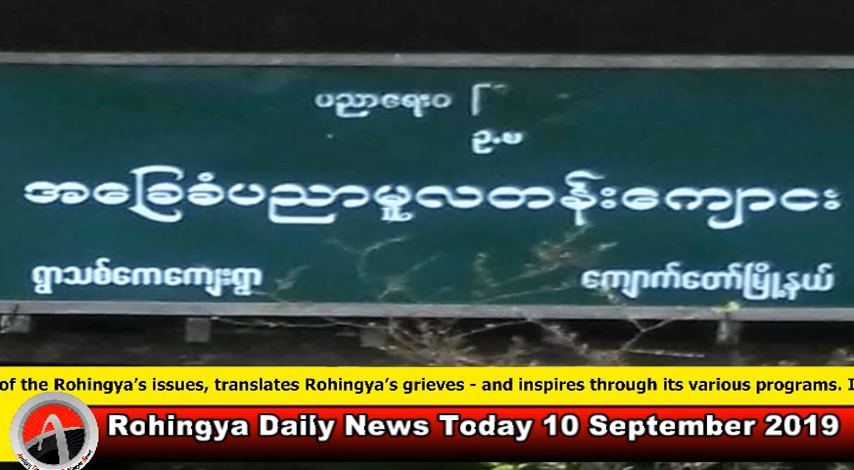 ပညာရေးဝ
ဥ.မ
အခြေခံပညာမူလတန်းကျောင်း
ရွာသစ်ကေကျေးရွာ
ကျောက်တော်မြို့နယ်
of the Rohingya’s issues, translates Rohingya’s grieves - and inspires through its various programs. I
Rohingya Daily News Today 10 September 2019